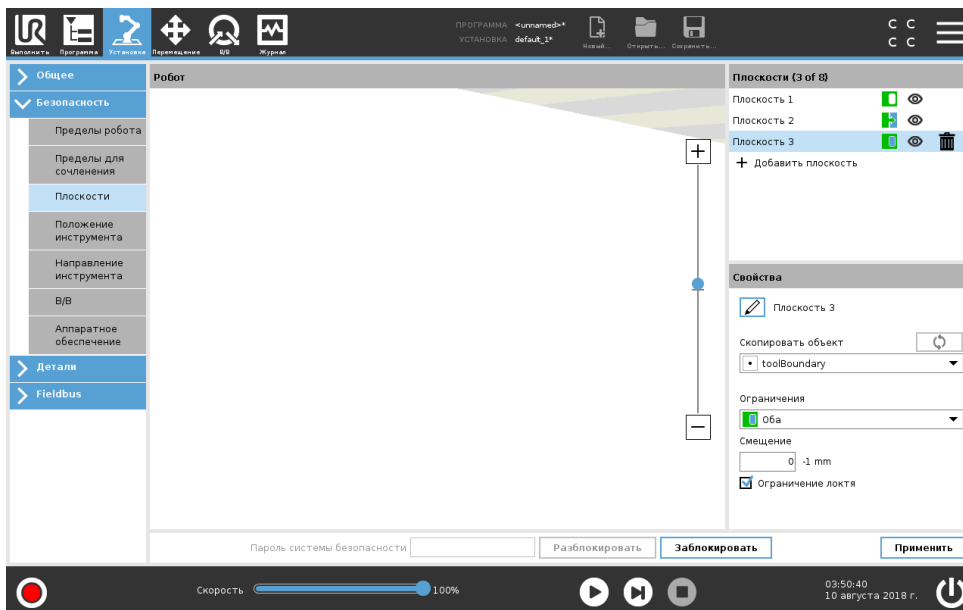 UR
ПРОГРАММА <unnamed>*
УСТАНОВКА default_1*
Выполнить Программа Установка Перемещение В/В Журнал
Новый... Открыть... Сохранить...
C C
C C
Общее
Безопасность
Пределы робота
Пределы для
сочленения
Плоскости
Положение
инструмента
Направление
инструмента
В/В
Аппаратное
обеспечение
Детали
Fieldbus
Робот
Плоскости (3 of 8)
Плоскость 1
Плоскость 2
Плоскость 3
Добавить плоскость
Свойства
Плоскость 3
Скопировать объект
toolBoundary
Ограничения
Оба
Смещение
0 -1 mm
Ограничение локтя
Пароль системы безопасности Разблокировать Заблокировать Применить
Скорость 100%
03:50:40
10 августа 2018 г.